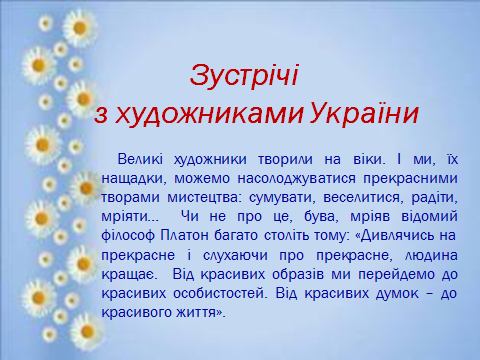 Зустрічі
з художниками України
Великі художники творили на віки. І ми, їх
нащадки, можемо насолоджуватися прекрасними
творами мистецтва: сумувати, веселитися, радіти,
мріяти... Чи не про це, бува, мріяв відомий
філософ Платон багато століть тому: «Дивлячись на
прекрасне і слухаючи про прекрасне, людина
кращає. Від красивих образів ми перейдемо до
красивих особистостей. Від красивих думок – до
красивого життя».